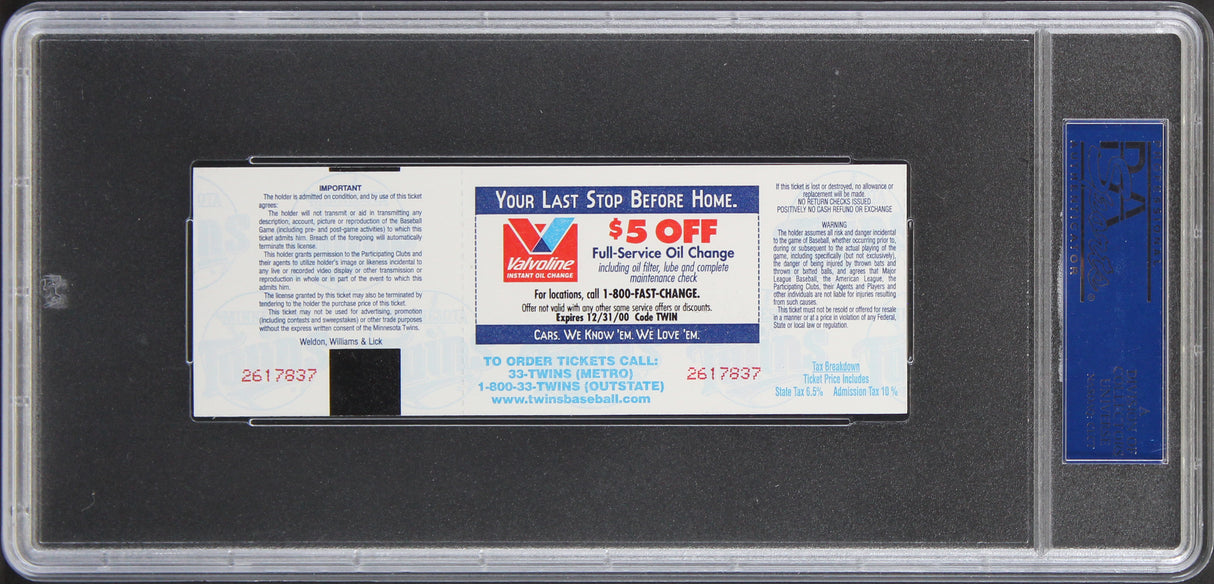 IMPORTANT
The holder is admitted on condition, and by use of this ticket
agrees:
The holder will not transmit or aid in transmitting any
description, account, picture or reproduction of the Baseball
Game (including pre- and post-game activities) to which this
ticket admits him. Breach of the foregoing will automatically
terminate this license.
This holder grants permission to the Participating Clubs and
their agents to utilize holder's image or likeness incidental to
any live or recorded video display or other transmission or
reproduction in whole or in part of the event to which this
admits him.
The license granted by this ticket may also be terminated by
tendering to the holder the purchase price of this ticket.
This ticket may not be used for advertising, promotion
(including contests and sweepstakes) or other trade purposes
without the express written consent of the Minnesota Twins.
Weldon, Williams & Lick
2617837
YOUR LAST STOP BEFORE HOME.
Valvoline
INSTANT OIL CHANGE
$5 OFF
Full-Service Oil Change
including oil filter, lube and complete
maintenance check
For locations, call 1-800-FAST-CHANGE.
Offer not valid with any other same service offers or discounts.
Expires 12/31/00 Code TWIN
CARS. WE KNOW 'EM. WE LOVE 'EM.
TO ORDER TICKETS CALL:
33-TWINS (METRO)
1-800-33-TWINS (OUTSTATE)
www.twinsbaseball.com
2617837
If this ticket is lost or destroyed, no allowance or
replacement will be made.
NO RETURN CHECKS ISSUED
POSITIVELY NO CASH REFUND OR EXCHANGE
WARNING
The holder assumes all risk and danger incidental
to the game of Baseball, whether occurring prior to,
during or subsequent to the actual playing of the
game, including specifically (but not exclusively),
the danger of being injured by thrown bats and
thrown or batted balls, and agrees that Major
League Baseball, the American League, the
Participating Clubs, their Agents and Players and
other individuals are not liable for injuries resulting
from such causes.
This ticket must not be resold or offered for resale
in a manner or at a price in violation of any Federal,
State or local law or regulation.
Tax Breakdown
Ticket Price Includes
State Tax 6.5% Admission Tax 10 %
PSA